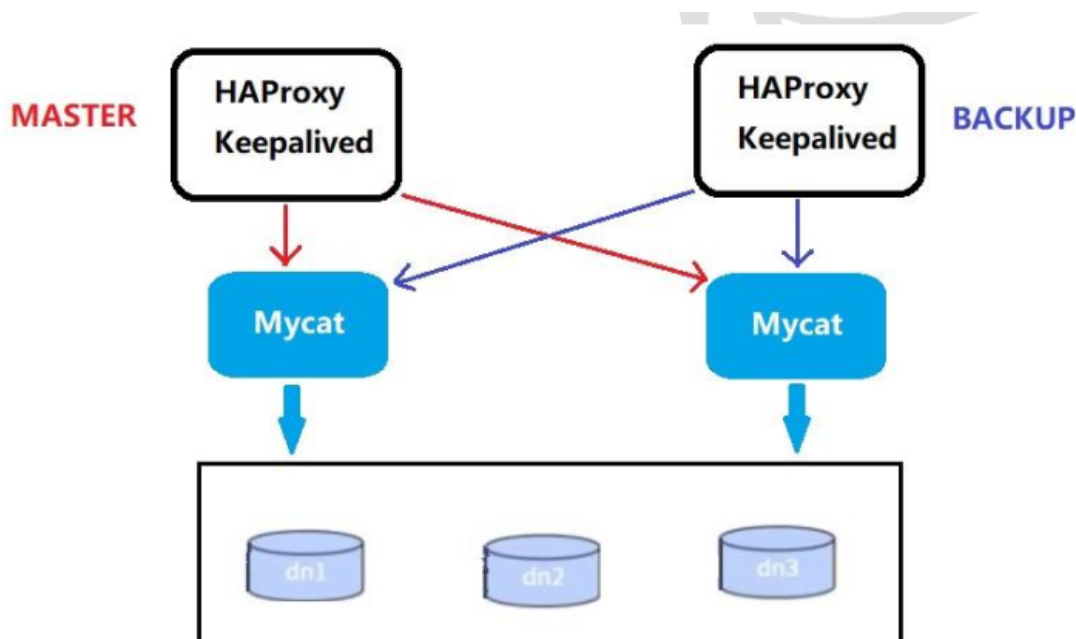 HAProxy
Keepalived
MASTER
HAProxy
Keepalived
BACKUP
Mycat
Mycat
dn1
dn2
dn3